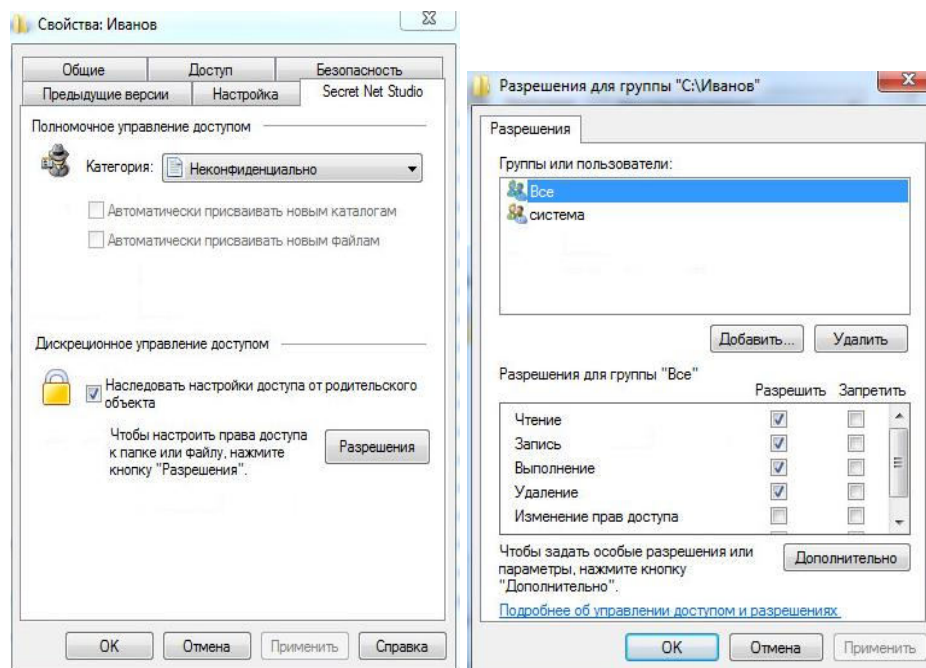 Свойства: Иванов
Общие
Доступ
Безопасность
Предыдущие версии
Настройка
Secret Net Studio
Полномочное управление доступом
Категория:
Неконфиденциально
Автоматически присваивать новым каталогам
Автоматически присваивать новым файлам
Дискреционное управление доступом
Наследовать настройки доступа от родительского
объекта
Чтобы настроить права доступа
к папке или файлу, нажмите
кнопку "Разрешения".
Разрешения
ОК
Отмена
Применить
Справка
Разрешения для группы "C:\Иванов"
Разрешения
Группы или пользователи:
Все
система
Добавить...
Удалить
Разрешения для группы "Все"
Разрешить
Запретить
Чтение
Запись
Выполнение
Удаление
Изменение прав доступа
Чтобы задать особые разрешения или
параметры, нажмите кнопку
"Дополнительно".
Дополнительно
Подробнее об управлении доступом и разрешениях
ОК
Отмена
Применить